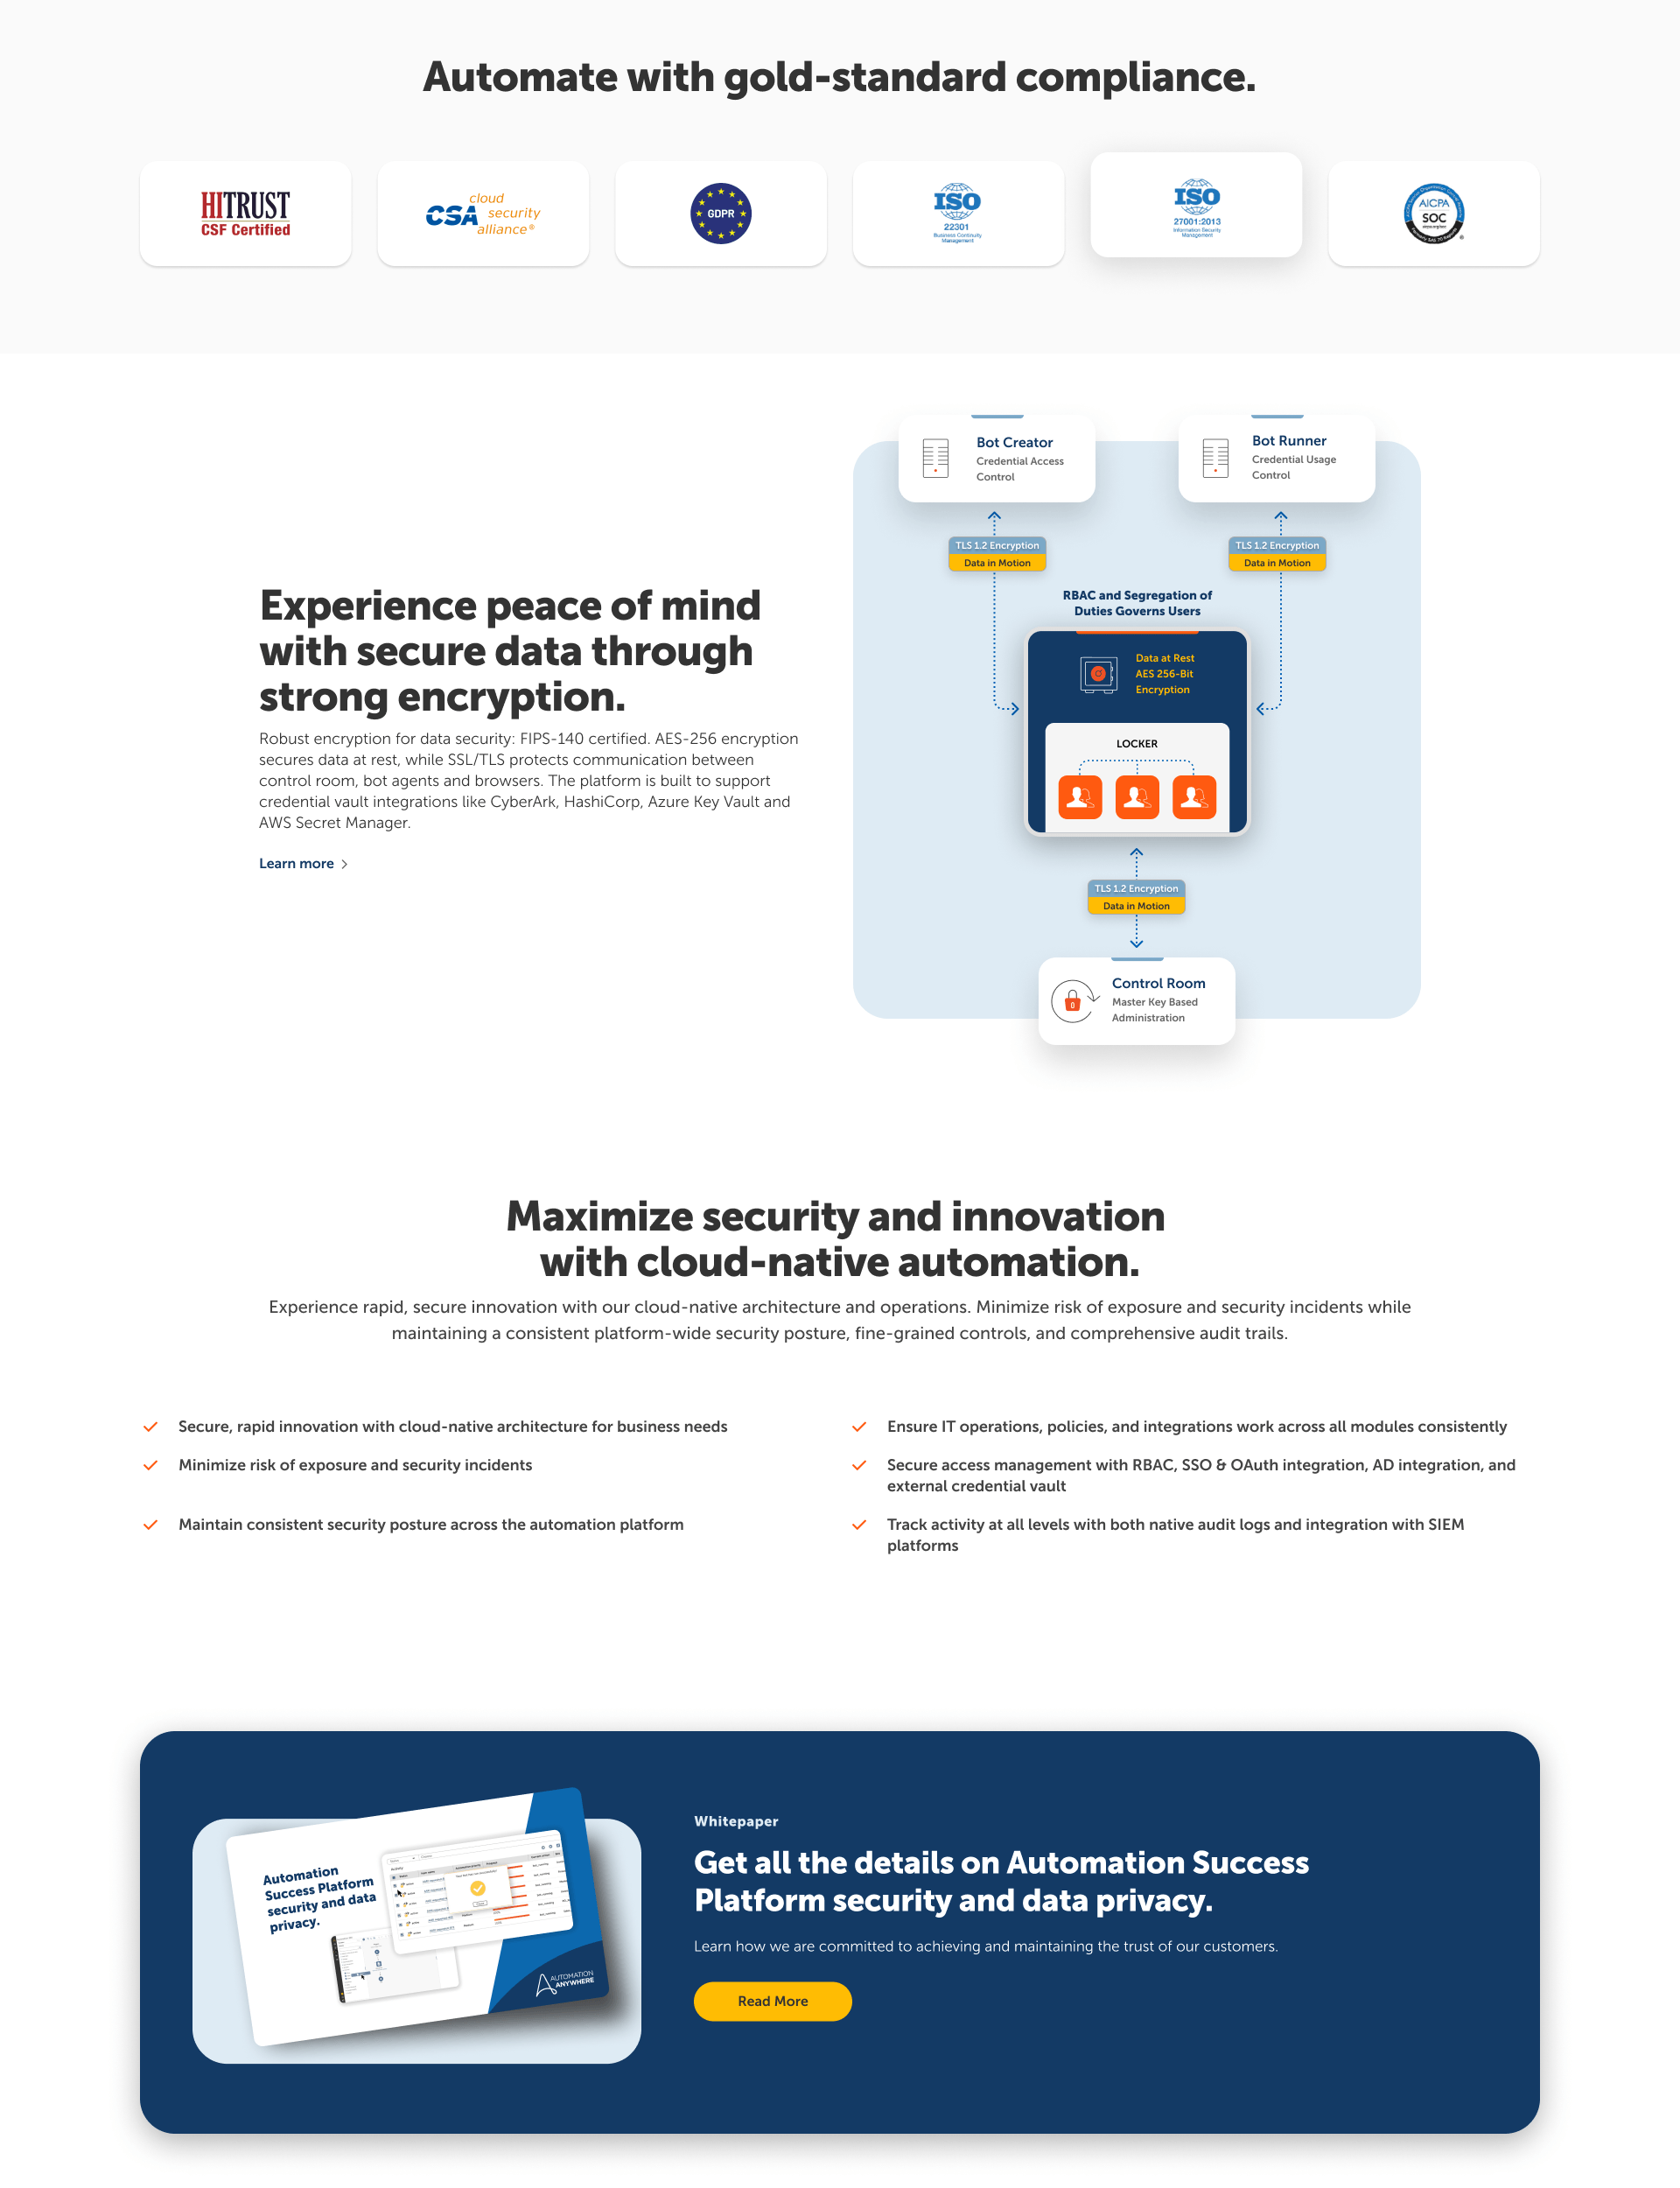 Automate with gold-standard compliance.
HITRUST
CSF Certified
CSA
cloud
security
alliance®
GDPR
ISO
22301
Business Continuity
Management
ISO
27001:2013
Information Security
Management
AICPA
SOC
Experience peace of mind
with secure data through
strong encryption.
Robust encryption for data security: FIPS-140 certified. AES-256 encryption
secures data at rest, while SSL/TLS protects communication between
control room, bot agents and browsers. The platform is built to support
credential vault integrations like CyberArk, HashiCorp, Azure Key Vault and
AWS Secret Manager.
Learn more
Bot Creator
Credential Access
Control
Bot Runner
Credential Usage
Control
TLS 1.2 Encryption
Data in Motion
TLS 1.2 Encryption
Data in Motion
RBAC and Segregation of
Duties Governs Users
Data at Rest
AES 256-Bit
Encryption
LOCKER
TLS 1.2 Encryption
Data in Motion
Control Room
Master Key Based
Administration
Maximize security and innovation
with cloud-native automation.
Experience rapid, secure innovation with our cloud-native architecture and operations. Minimize risk of exposure and security incidents while
maintaining a consistent platform-wide security posture, fine-grained controls, and comprehensive audit trails.
Secure, rapid innovation with cloud-native architecture for business needs
Ensure IT operations, policies, and integrations work across all modules consistently
Minimize risk of exposure and security incidents
Secure access management with RBAC, SSO & OAuth integration, AD integration, and
external credential vault
Maintain consistent security posture across the automation platform
Track activity at all levels with both native audit logs and integration with SIEM
platforms
Automation
Success Platform
security and data
privacy.
AUTOMATION
ANYWHERE
Whitepaper
Get all the details on Automation Success
Platform security and data privacy.
Learn how we are committed to achieving and maintaining the trust of our customers.
Read More